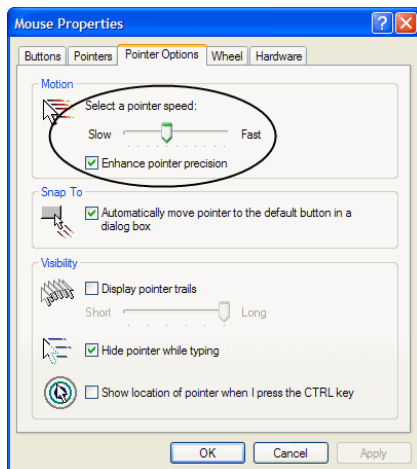 Mouse Properties
Buttons Pointers Pointer Options Wheel Hardware
Motion
Select a pointer speed:
Slow Fast
Enhance pointer precision
Snap To
Automatically move pointer to the default button in a
dialog box
Visibility
Display pointer trails
Short Long
Hide pointer while typing
Show location of pointer when I press the CTRL key
OK Cancel Apply